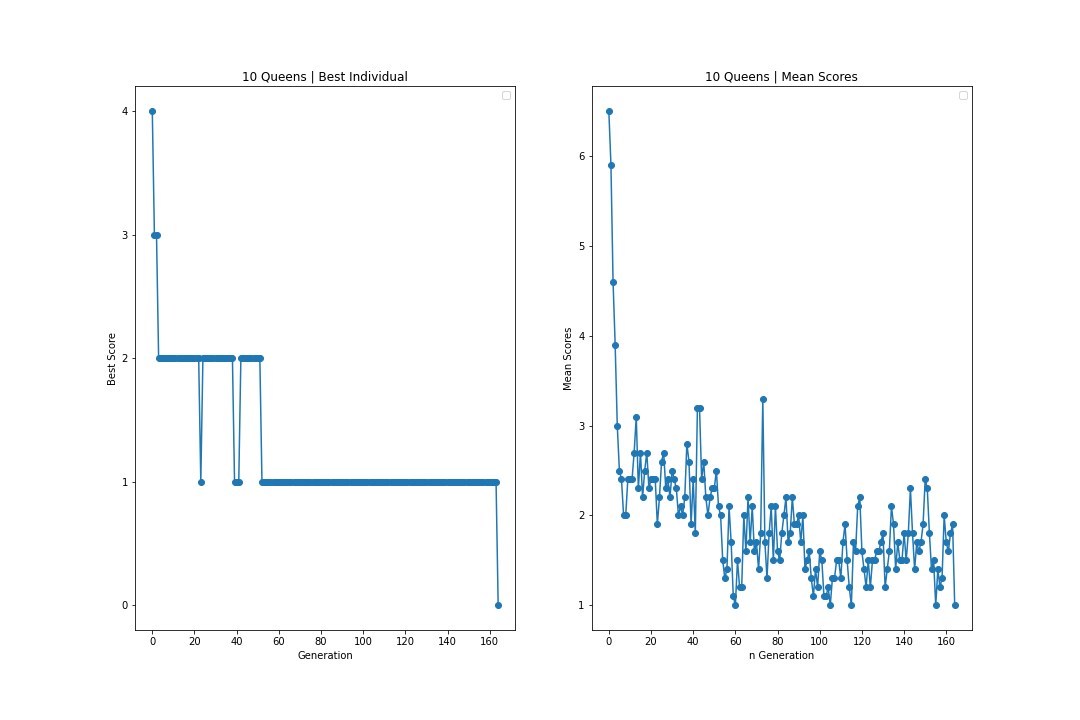 10 Queens | Best Individual
4
3
2
1
0
Best Score
0 20 40 60 80 100 120 140 160
Generation
10 Queens | Mean Scores
6
5
4
3
2
1
Mean Scores
0 20 40 60 80 100 120 140 160
n Generation